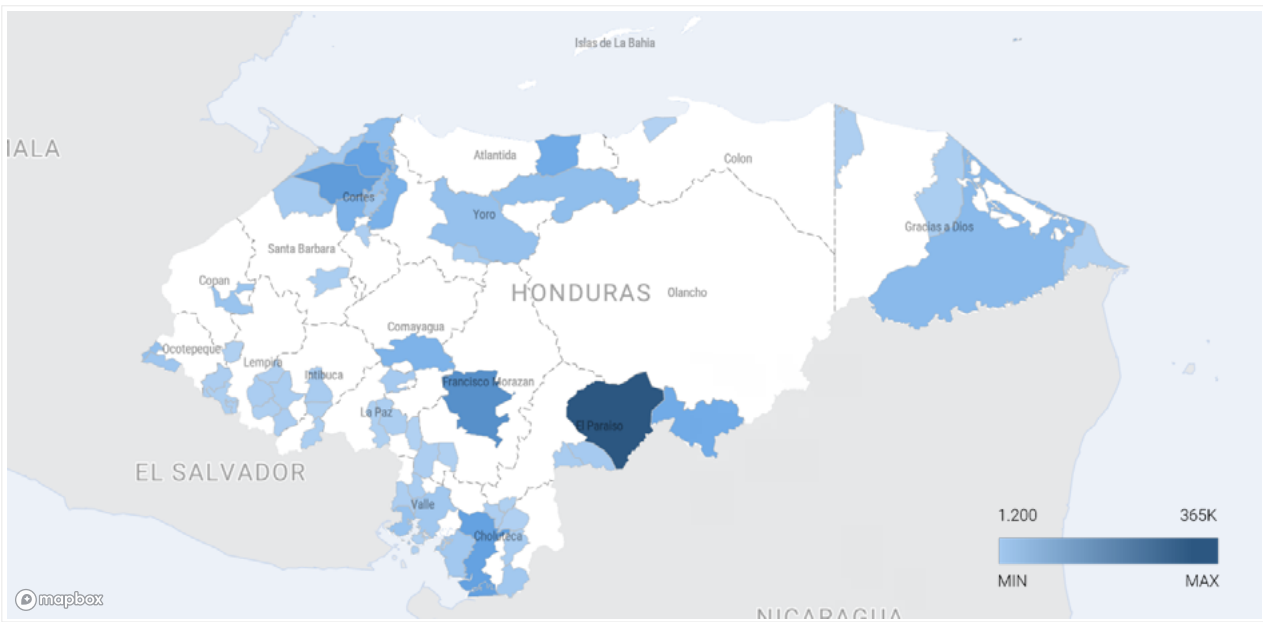 Islas de La Bahia
IALA
Atlantida
Colon
Cortés
Yoro
Gracias a Dios
Santa Barbara
Copan
HONDURAS
Olancho
Comayagua
Ocotepeque
Lempira
Intibuca
Francisco Morazan
La Paz
El Paraiso
EL SALVADOR
Valle
Choluteca
1.200
365K
MIN
MAX
mapbox
NICARAGUA